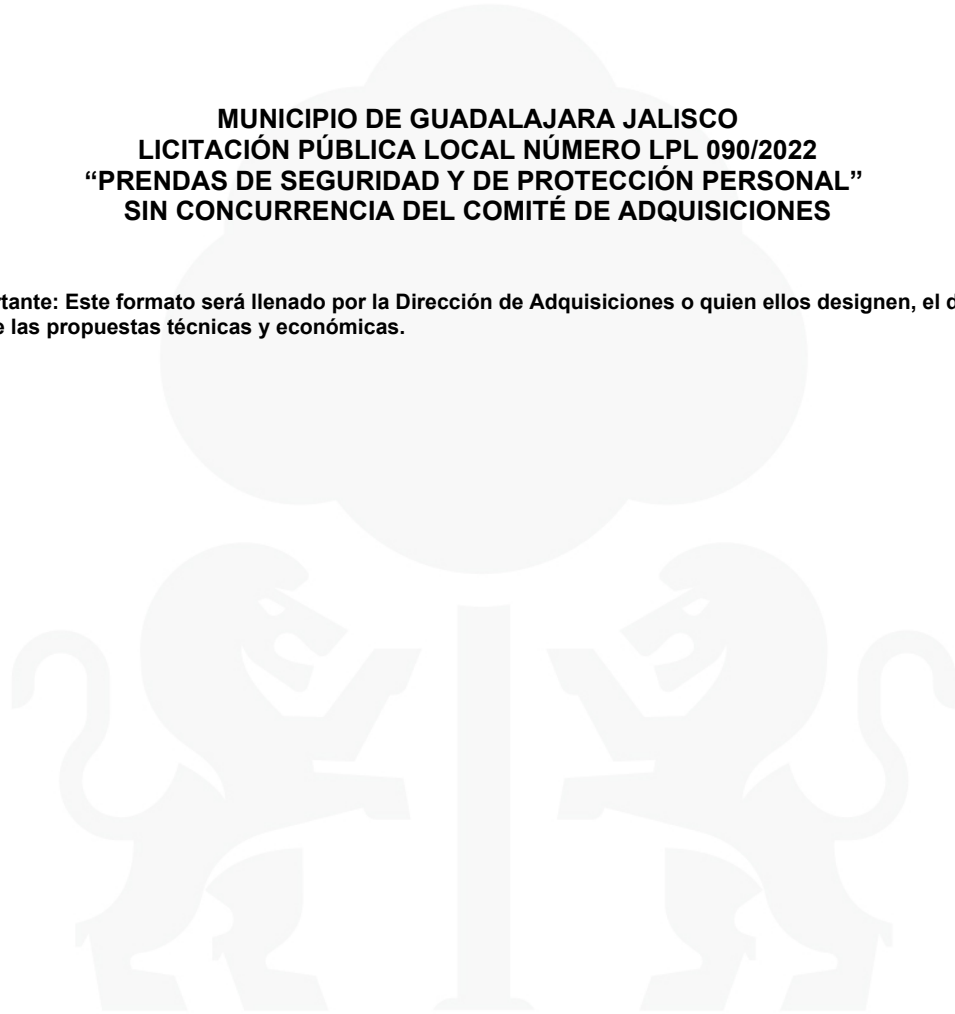 MUNICIPIO DE GUADALAJARA JALISCO
LICITACIÓN PÚBLICA LOCAL NÚMERO LPL 090/2022
“PRENDAS DE SEGURIDAD Y DE PROTECCIÓN PERSONAL”
SIN CONCURRENCIA DEL COMITÉ DE ADQUISICIONES
Este formato será llenado por la Dirección de Adquisiciones o quien ellos designen, el
las propuestas técnicas y económicas.